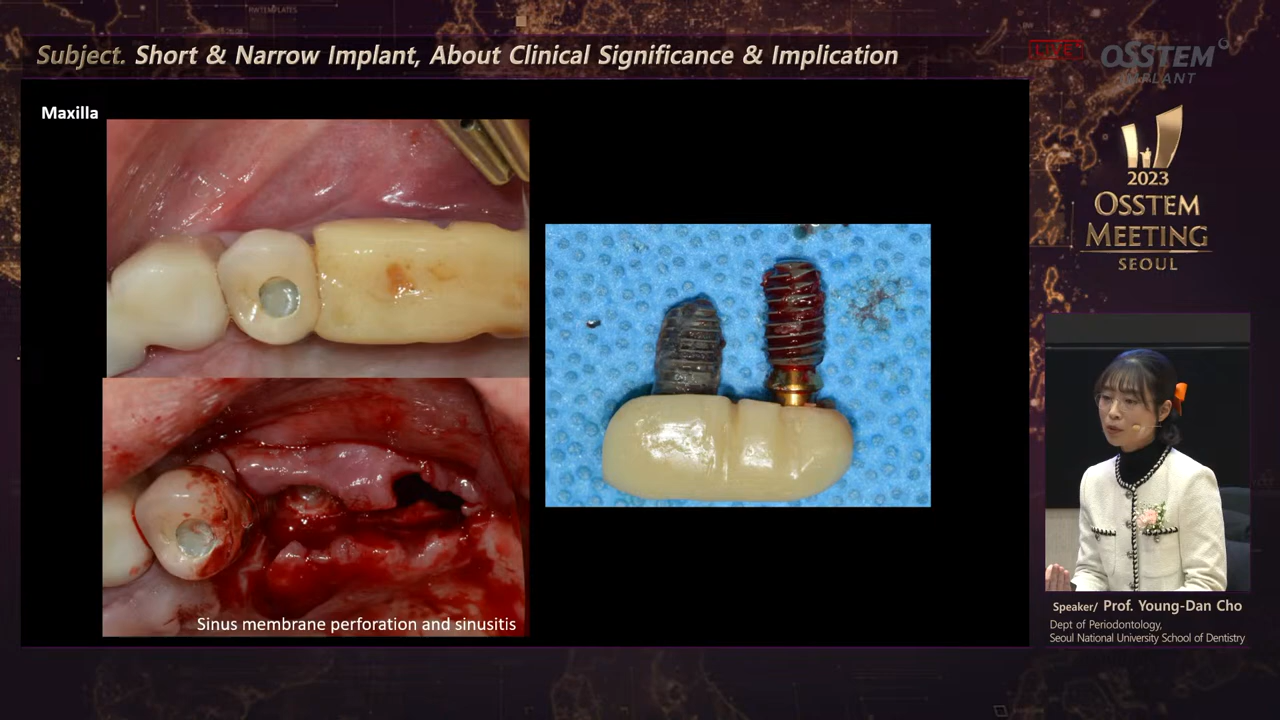 HWTEMPLATES
Subject. Short & Narrow Implant, About Clinical Significance & Implication
LIVE
OSSTEM
IMPLANT
Maxilla
2023
OSSTEM
MEETING
SEOUL
Sinus membrane perforation and sinusitis
Speaker/ Prof. Young-Dan Cho
Dept of Periodontology,
Seoul National University School of Dentistry